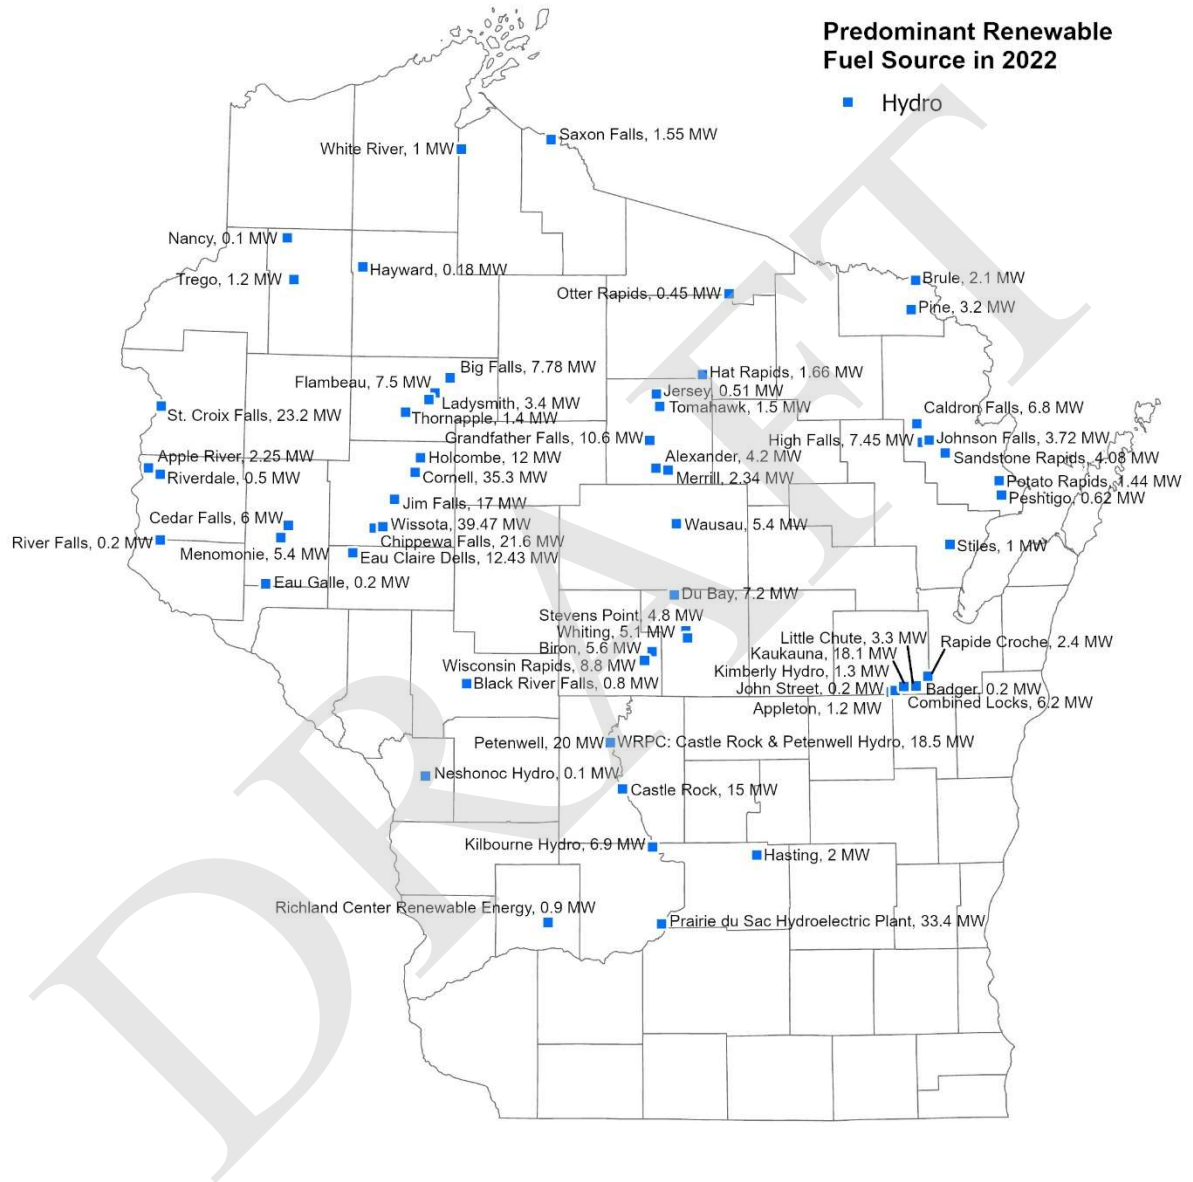 Predominant Renewable
Fuel Source in 2022
Hydro
Saxon Falls, 1.55 MW
White River, 1 MW
Nancy, 0.1 MW
Hayward, 0.18 MW
Trego, 1.2 MW
Otter Rapids, 0.45 MW
Brule, 2.1 MW
Pine, 3.2 MW
Big Falls, 7.78 MW
Flambeau, 7.5 MW
Hat Rapids, 1.66 MW
Jersey, 0.51 MW
Ladysmith, 3.4 MW
Tomahawk, 1.5 MW
Caldron Falls, 6.8 MW
St. Croix Falls, 23.2 MW
Thornapple, 1.4 MW
Grandfather Falls, 10.6 MW
High Falls, 7.45 MW
Johnson Falls, 3.72 MW
Apple River, 2.25 MW
Holcombe, 12 MW
Alexander, 4.2 MW
Sandstone Rapids, 4.08 MW
Riverdale, 0.5 MW
Cornell, 35.3 MW
Merrill, 2.34 MW
Potato Rapids, 1.44 MW
Peshtigo, 0.62 MW
Jim Falls, 17 MW
Cedar Falls, 6 MW
Wissota, 39.47 MW
Wausau, 5.4 MW
River Falls, 0.2 MW
Chippewa Falls, 21.6 MW
Stiles, 1 MW
Menomonie, 5.4 MW
Eau Claire Dells, 12.43 MW
Eau Galle, 0.2 MW
Du Bay, 7.2 MW
Stevens Point, 4.8 MW
Whiting, 5.1 MW
Little Chute, 3.3 MW
Rapide Croche, 2.4 MW
Biron, 5.6 MW
Kaukauna, 18.1 MW
Wisconsin Rapids, 8.8 MW
Kimberly Hydro, 1.3 MW
Black River Falls, 0.8 MW
John Street, 0.2 MW
Badger, 0.2 MW
Combined Locks, 6.2 MW
Appleton, 1.2 MW
Petenwell, 20 MW
WRPC: Castle Rock & Petenwell Hydro, 18.5 MW
Neshonoc Hydro, 0.1 MW
Castle Rock, 15 MW
Kilbourne Hydro, 6.9 MW
Hasting, 2 MW
Richland Center Renewable Energy, 0.9 MW
Prairie du Sac Hydroelectric Plant, 33.4 MW
DRAFT